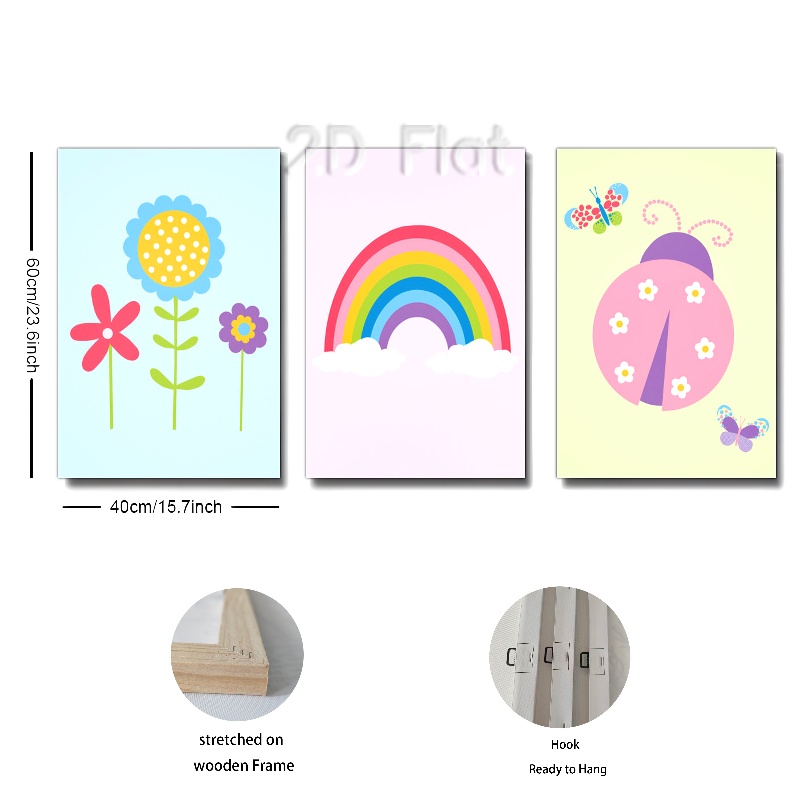 2D Flat
60cm/23.6inch
40cm/15.7inch
stretched on
wooden Frame
Hook
Ready to Hang